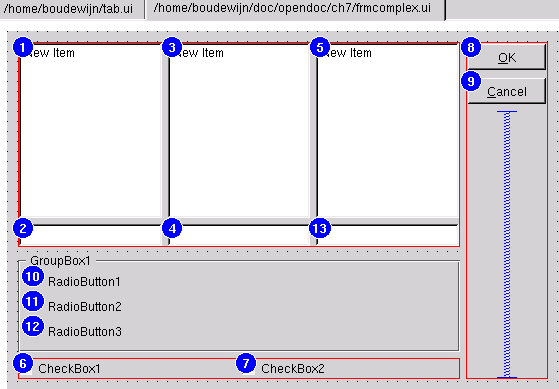 /home/boudewijn/tab.ui
/home/boudewijn/doc/opendoc/ch7/frmcomplex.ui
1 New Item 3 New Item 5 New Item 8 OK
9 Cancel
2 4 13
GroupBox1
10 RadioButton1
11 RadioButton2
12 RadioButton3
6 CheckBox1 7 CheckBox2